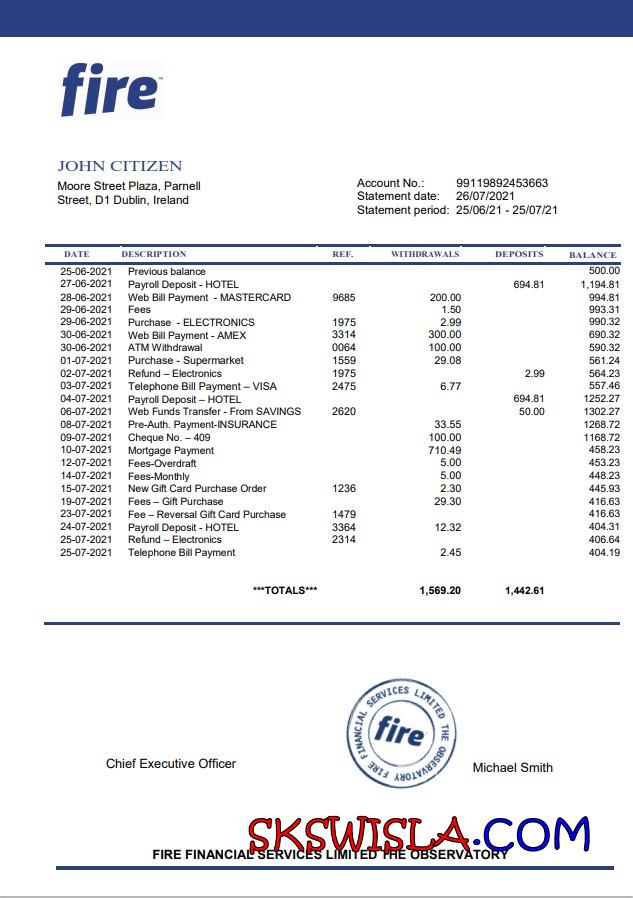 fire™
JOHN CITIZEN
Moore Street Plaza, Parnell
Street, D1 Dublin, Ireland
Account No.: 99119892453663
Statement date: 26/07/2021
Statement period: 25/06/21 - 25/07/21
DATE DESCRIPTION REF. WITHDRAWALS DEPOSITS BALANCE
25-06-2021 Previous balance 500.00
27-06-2021 Payroll Deposit - HOTEL 694.81 1,194.81
28-06-2021 Web Bill Payment - MASTERCARD 9685 200.00 994.81
29-06-2021 Fees 1.50 993.31
29-06-2021 Purchase - ELECTRONICS 1975 2.99 990.32
30-06-2021 Web Bill Payment - AMEX 3314 300.00 690.32
30-06-2021 ATM Withdrawal 0064 100.00 590.32
01-07-2021 Purchase - Supermarket 1559 29.08 561.24
02-07-2021 Refund – Electronics 1975 2.99 564.23
03-07-2021 Telephone Bill Payment – VISA 2475 6.77 557.46
04-07-2021 Payroll Deposit – HOTEL 694.81 1252.27
06-07-2021 Web Funds Transfer - From SAVINGS 2620 50.00 1302.27
08-07-2021 Pre-Auth. Payment-INSURANCE 33.55 1268.72
09-07-2021 Cheque No. – 409 100.00 1168.72
10-07-2021 Mortgage Payment 710.49 458.23
12-07-2021 Fees-Overdraft 5.00 453.23
14-07-2021 Fees-Monthly 5.00 448.23
15-07-2021 New Gift Card Purchase Order 1236 2.30 445.93
19-07-2021 Fees – Gift Purchase 29.30 416.63
23-07-2021 Fee – Reversal Gift Card Purchase 1479 416.63
24-07-2021 Payroll Deposit - HOTEL 3364 12.32 404.31
25-07-2021 Refund – Electronics 2314 406.64
25-07-2021 Telephone Bill Payment 2.45 404.19
***TOTALS*** 1,569.20 1,442.61
FIRE FINANCIAL SERVICES LIMITED THE OBSERVATORY
fire
Chief Executive Officer
Michael Smith
SKSWISLA.COM
FIRE FINANCIAL SERVICES LIMITED THE OBSERVATORY